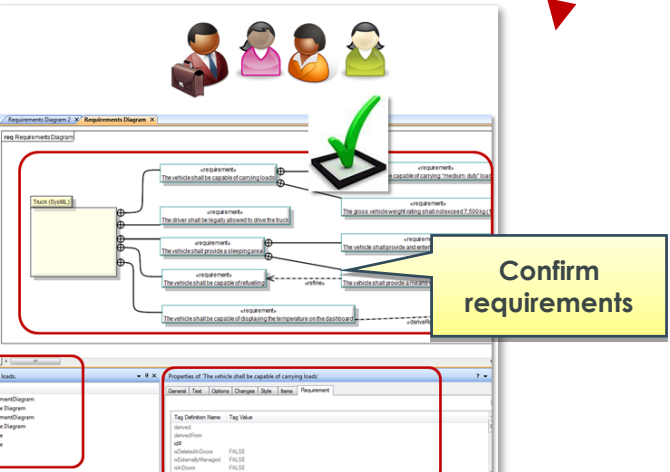 Requirements Diagram 2 X Requirements Diagram X
req RequirementsDiagram
Truck (SysML)
«requirement»
The vehicle shall be capable of carrying loads
«requirement»
capable of carrying "medium, duty" load
«requirement»
The gross vehicle weight rating shall not exceed 7,500 kg (
«requirement»
The driver shall be legally allowed to drive the truck
«requirement»
The vehicle shall provide a sleeping area
The vehicle shall provide and
«requirement»
The vehicle shall be capable of refuelling
«refine»
The vehicle shall provide a means
«requirement»
The vehicle shall be capable of displaying the temperature on the dashboard
Confirm
requirements
loads.
mentDiagram
e Diagram
mentDiagram
e Diagram
Properties of 'The vehicle shall be capable of carrying loads'
General Text Options Changes Style Items Requirement
Tag Definition Name Tag Value
derived
derivedFrom
id#
isDeletedInDoors FALSE
isExternallyManaged FALSE
isInDoors FALSE